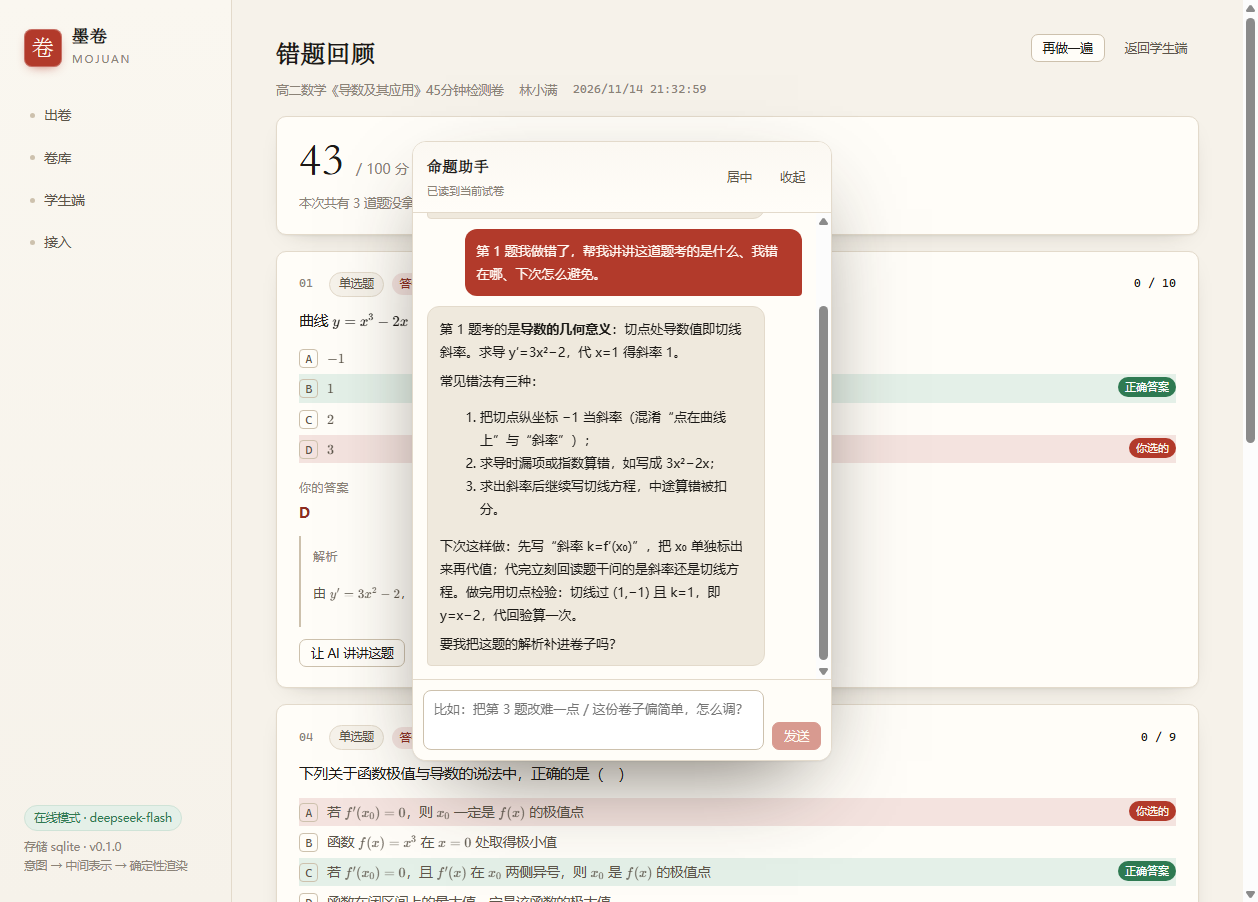 卷
墨卷
MOJUAN
出卷
卷库
学生端
接入
在线模式 · deepseek-flash
存储 sqlite · v0.1.0
意图 → 中间表示 → 确定性渲染
错题回顾
再做一遍
返回学生端
高二数学《导数及其应用》45分钟检测卷 林小满 2026/11/14 21:32:59
43 / 100 分
本次共有 3 道题没拿
01 单选题 答 0 / 10
曲线 y = x³ − 2x
A −1
B 1 正确答案
C 2
D 3 你选的
你的答案
D
解析
由 y′ = 3x² − 2，
让 AI 讲讲这题
命题助手
已读到当前试卷
居中
收起
第 1 题我做错了，帮我讲讲这道题考的是什么、我错
在哪、下次怎么避免。
第 1 题考的是导数的几何意义：切点处导数值即切线
斜率。求导 y′=3x²−2，代 x=1 得斜率 1。
常见错法有三种：
1. 把切点纵坐标 −1 当斜率（混淆“点在曲线
上”与“斜率”）；
2. 求导时漏项或指数算错，如写成 3x²−2x；
3. 求出斜率后继续写切线方程，中途算错被扣
分。
下次这样做：先写“斜率 k=f′(x₀)”，把 x₀ 单独标出
来再代值；代完立刻回读题干问的是斜率还是切线方
程。做完用切点检验：切线过 (1,−1) 且 k=1，即
y=x−2，代回验算一次。
要我把这题的解析补进卷子吗？
比如：把第 3 题改难一点 / 这份卷子偏简单，怎么调？
发送
04 单选题 答 0 / 9
下列关于函数极值与导数的说法中，正确的是（ ）
A 若 f′(x₀) = 0，则 x₀ 一定是 f(x) 的极值点 你选的
B 函数 f(x) = x³ 在 x = 0 处取得极小值
C 若 f′(x₀) = 0，且 f′(x) 在 x₀ 两侧异号，则 x₀ 是 f(x) 的极值点 正确答案